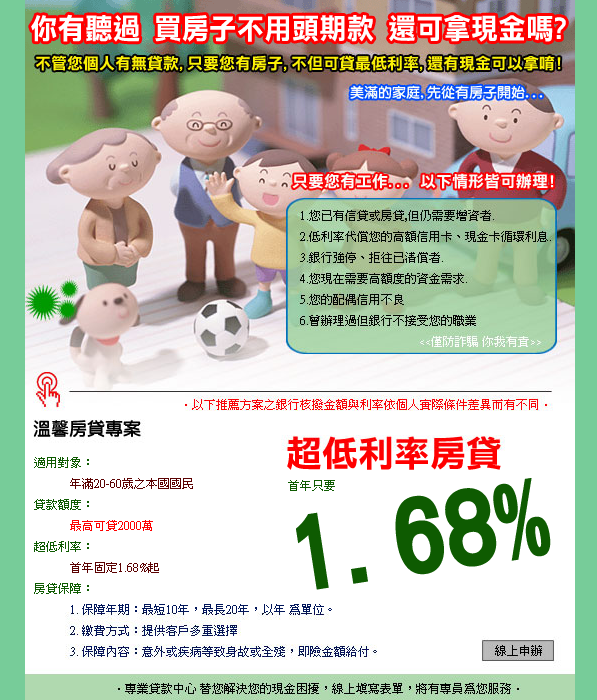 你有聽過 買房子不用頭期款 還可拿現金嗎?
不管您個人有無貸款,只要您有房子,不但可貸最低利率,還有現金可以拿唷!
美滿的家庭,先從有房子開始...
只要您有工作... 以下情形皆可辦理!
1.您已有信貸或房貸,但仍需要增資者.
2.低利率代償您的高額信用卡、現金卡循環利息.
3.銀行強停、拒往已清償者.
4.您現在需要高額度的資金需求.
5.您的配偶信用不良
6.曾辦理過但銀行不接受您的職業
<<僅防詐騙 你我有責>>
．以下推薦方案之銀行核撥金額與利率依個人實際條件差異而有不同．
溫馨房貸專案
適用對象：
年滿20-60歲之本國國民
貸款額度：
最高可貸2000萬
超低利率：
首年固定1.68%起
房貸保障：
1. 保障年期：最短10年，最長20年，以年 為單位。
2. 繳費方式：提供客戶多重選擇
3. 保障內容：意外或疾病等致身故或全殘，即險金額給付。
超低利率房貸
首年只要
1.68%
線上申辦
．專業貸款中心 替您解決您的現金困擾，線上填寫表單，將有專員為您服務．